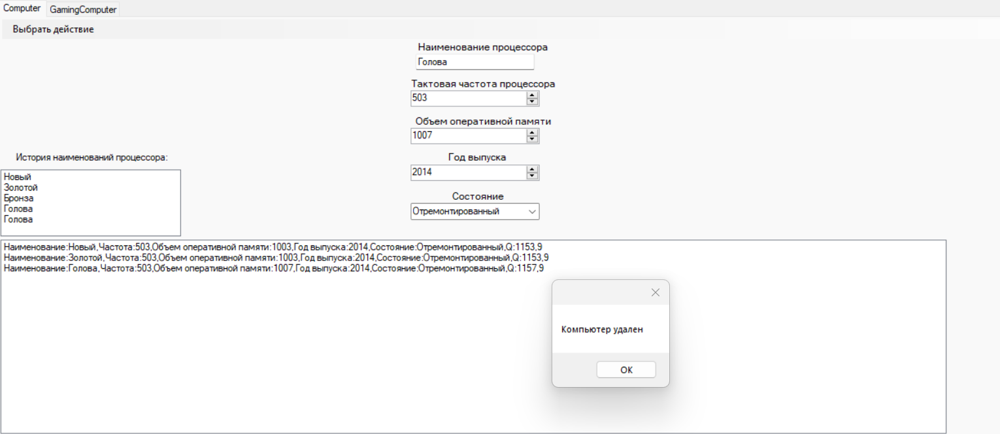 Computer GamingComputer
Выбрать действие
Наименование процессора
Голова
Тактовая частота процессора
503
Объем оперативной памяти
1007
Год выпуска
2014
Состояние
Отремонтированный
История наименований процессора:
Новый
Золотой
Бронза
Голова
Голова
Наименование:Новый,Частота:503,Объем оперативной памяти:1003,Год выпуска:2014,Состояние:Отремонтированный,Q:1153,9
Наименование:Золотой,Частота:503,Объем оперативной памяти:1003,Год выпуска:2014,Состояние:Отремонтированный,Q:1153,9
Наименование:Голова,Частота:503,Объем оперативной памяти:1007,Год выпуска:2014,Состояние:Отремонтированный,Q:1157,9
Компьютер удален
ОК